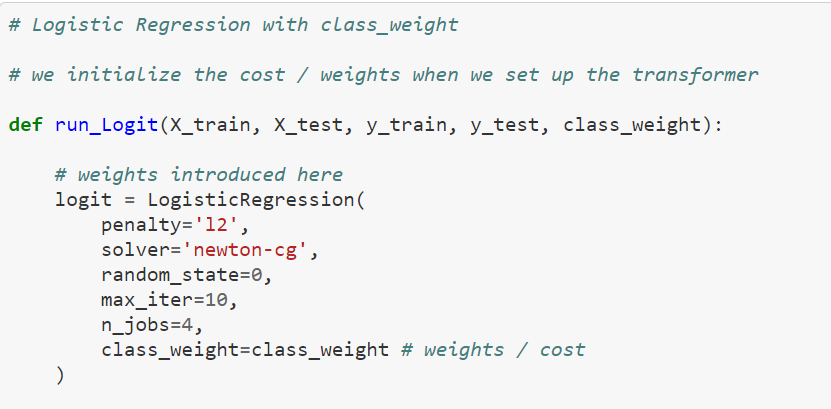 # Logistic Regression with class_weight
# we initialize the cost / weights when we set up the transformer
def run_Logit(X_train, X_test, y_train, y_test, class_weight):
    # weights introduced here
    logit = LogisticRegression(
        penalty='l2',
        solver='newton-cg',
        random_state=0,
        max_iter=10,
        n_jobs=4,
        class_weight=class_weight # weights / cost
    )